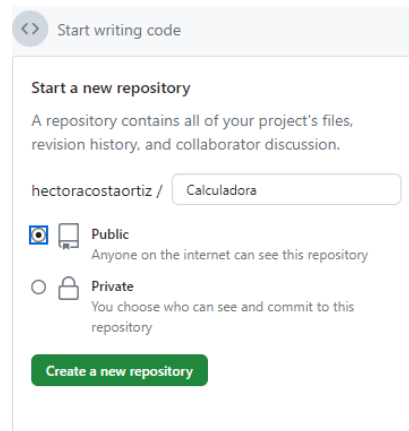 <> Start writing code
Start a new repository
A repository contains all of your project's files,
revision history, and collaborator discussion.
hectoracostaortiz / Calculadora
Public
Anyone on the internet can see this repository
Private
You choose who can see and commit to this
repository
Create a new repository